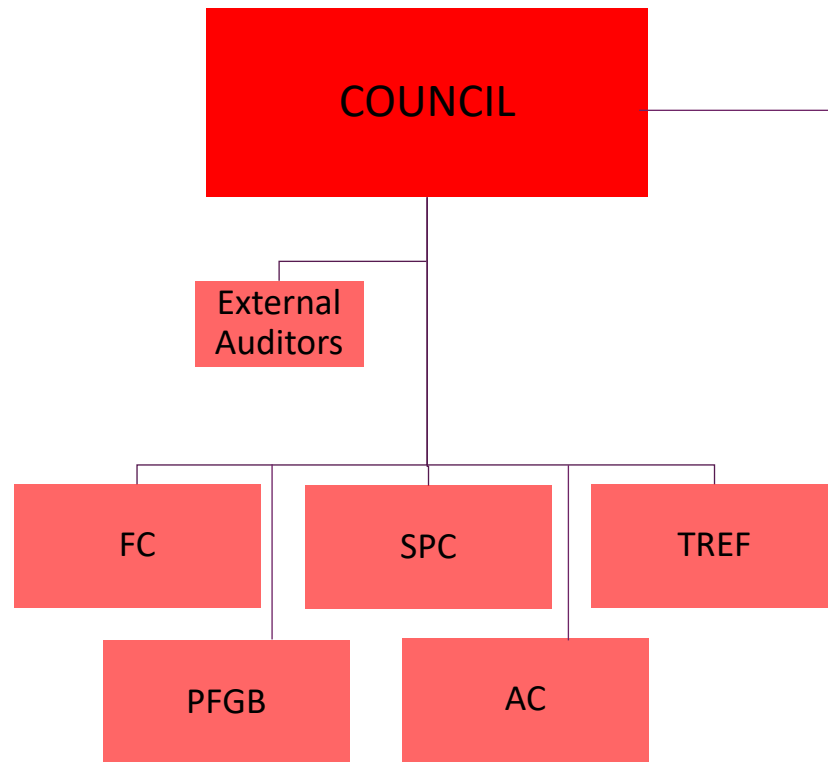 COUNCIL
External
Auditors
FC
SPC
TREF
PFGB
AC